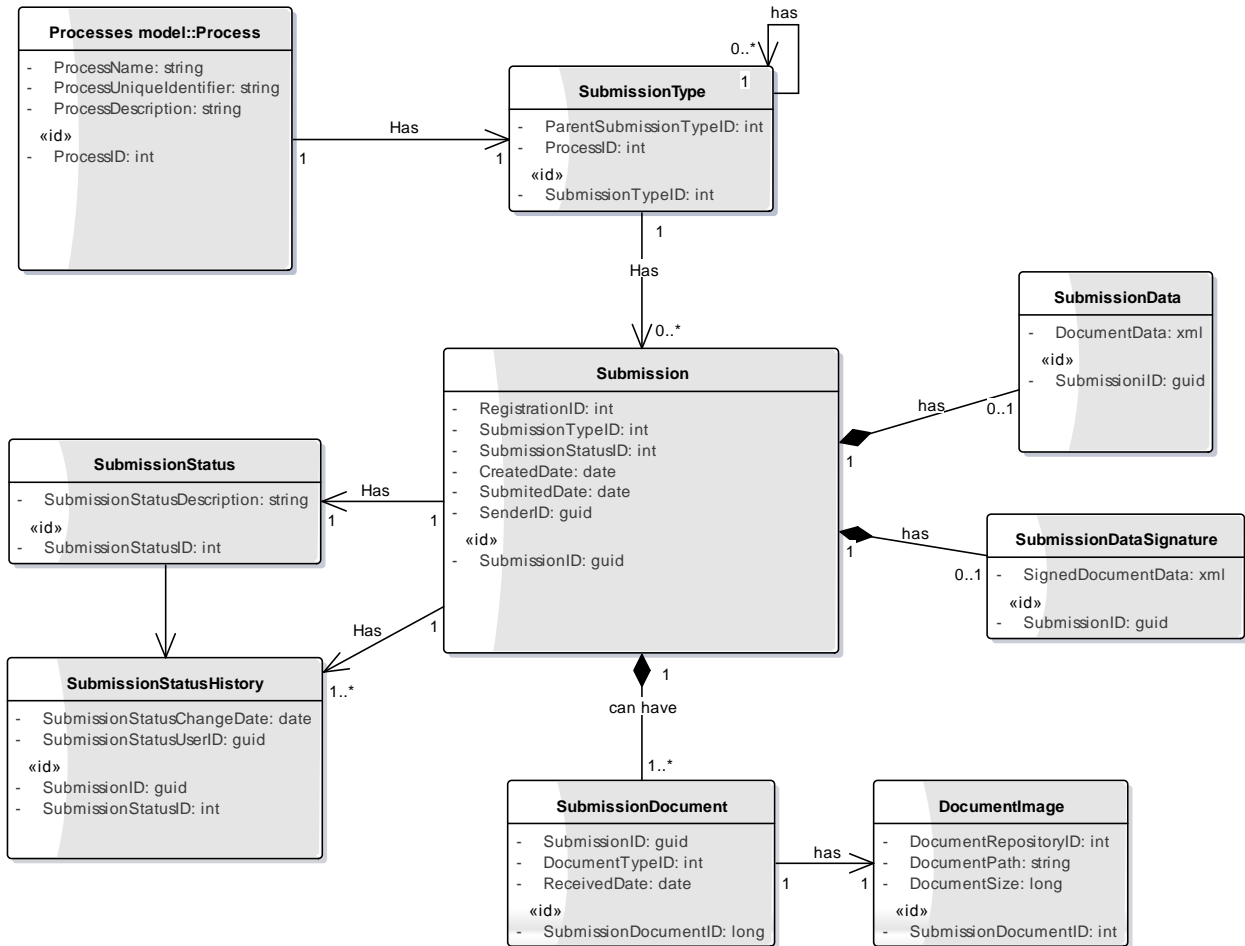 Processes model::Process
- ProcessName: string
- ProcessUniqueIdentifier: string
- ProcessDescription: string
«id»
- ProcessID: int
Has
1
1
has
0..*
1
SubmissionType
- ParentSubmissionTypeID: int
- ProcessID: int
«id»
- SubmissionTypeID: int
1
Has
0..*
Submission
- RegistrationID: int
- SubmissionTypeID: int
- SubmissionStatusID: int
- CreatedDate: date
- SubmitedDate: date
- SenderID: guid
«id»
- SubmissionID: guid
SubmissionData
- DocumentData: xml
«id»
- SubmissioniID: guid
has
0..1
1
SubmissionDataSignature
- SignedDocumentData: xml
«id»
- SubmissionID: guid
has
0..1
1
SubmissionStatus
- SubmissionStatusDescription: string
«id»
- SubmissionStatusID: int
Has
1
1
Has
1
1..*
SubmissionStatusHistory
- SubmissionStatusChangeDate: date
- SubmissionStatusUserID: guid
«id»
- SubmissionID: guid
- SubmissionStatusID: int
1
can have
1..*
SubmissionDocument
- SubmissionID: guid
- DocumentTypeID: int
- ReceivedDate: date
«id»
- SubmissionDocumentID: long
has
1
1
DocumentImage
- DocumentRepositoryID: int
- DocumentPath: string
- DocumentSize: long
«id»
- SubmissionDocumentID: int